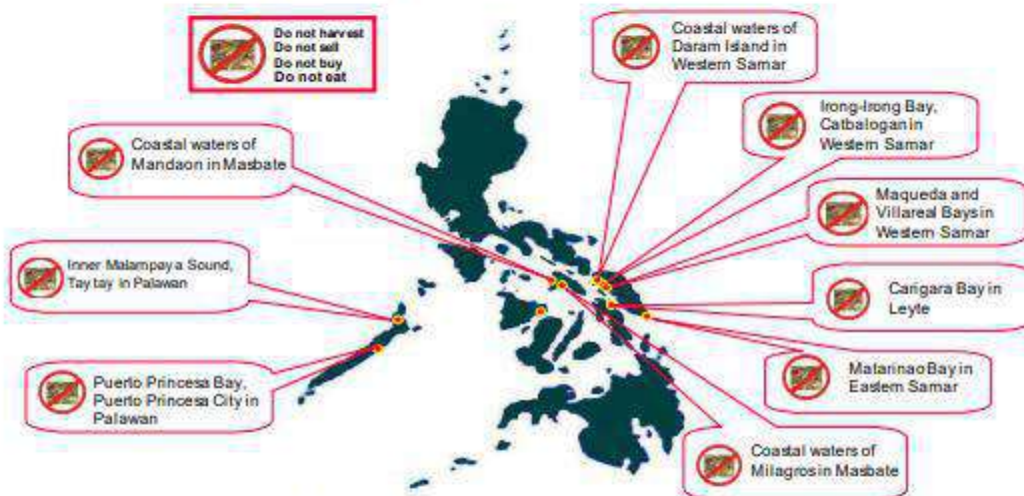 Do not harvest
Do not sell
Do not buy
Do not eat
Coastal waters of
Daram Island in
Western Samar
Irong-Irong Bay,
Catbalogan in
Western Samar
Coastal waters of
Mandaon in Masbate
Maqueda and
Villareal Bays in
Western Samar
Inner Malampaya Sound,
Taytay in Palawan
Carigara Bay in
Leyte
Puerto Princesa Bay,
Puerto Princesa City in
Palawan
Matarinao Bay in
Eastern Samar
Coastal waters of
Milagros in Masbate